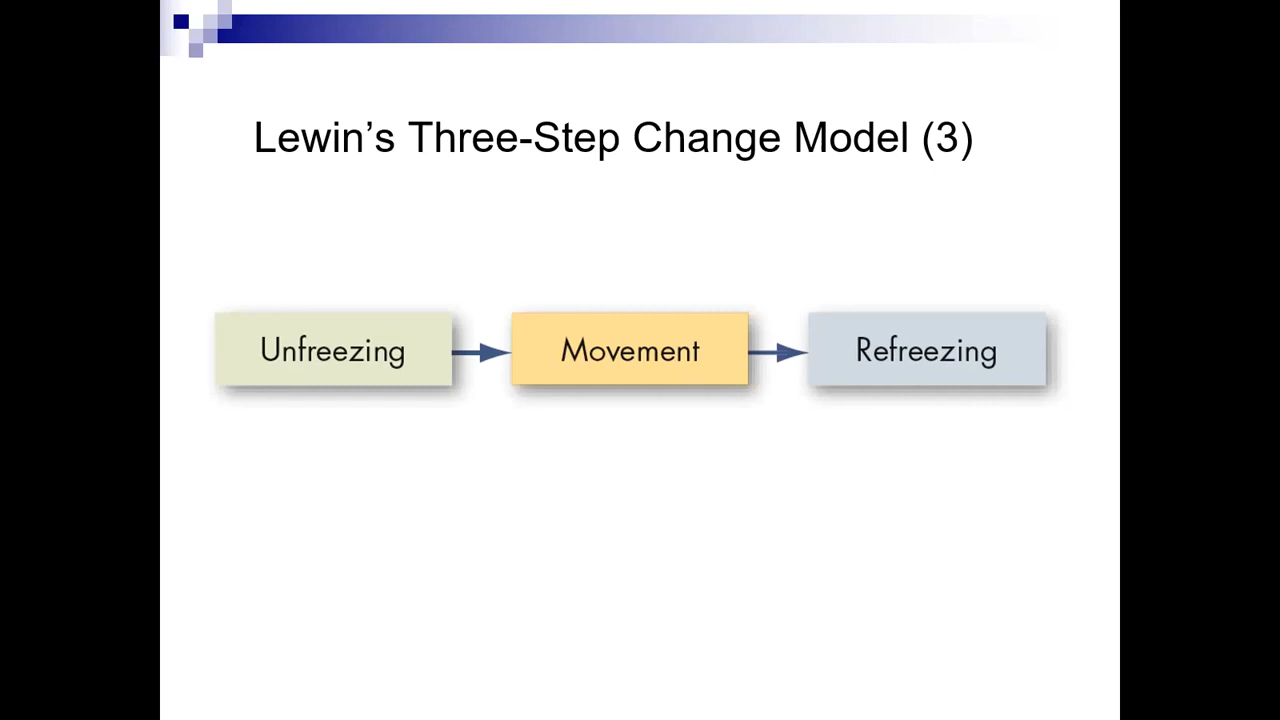 Lewin’s Three-Step Change Model (3)
Unfreezing
Movement
Refreezing